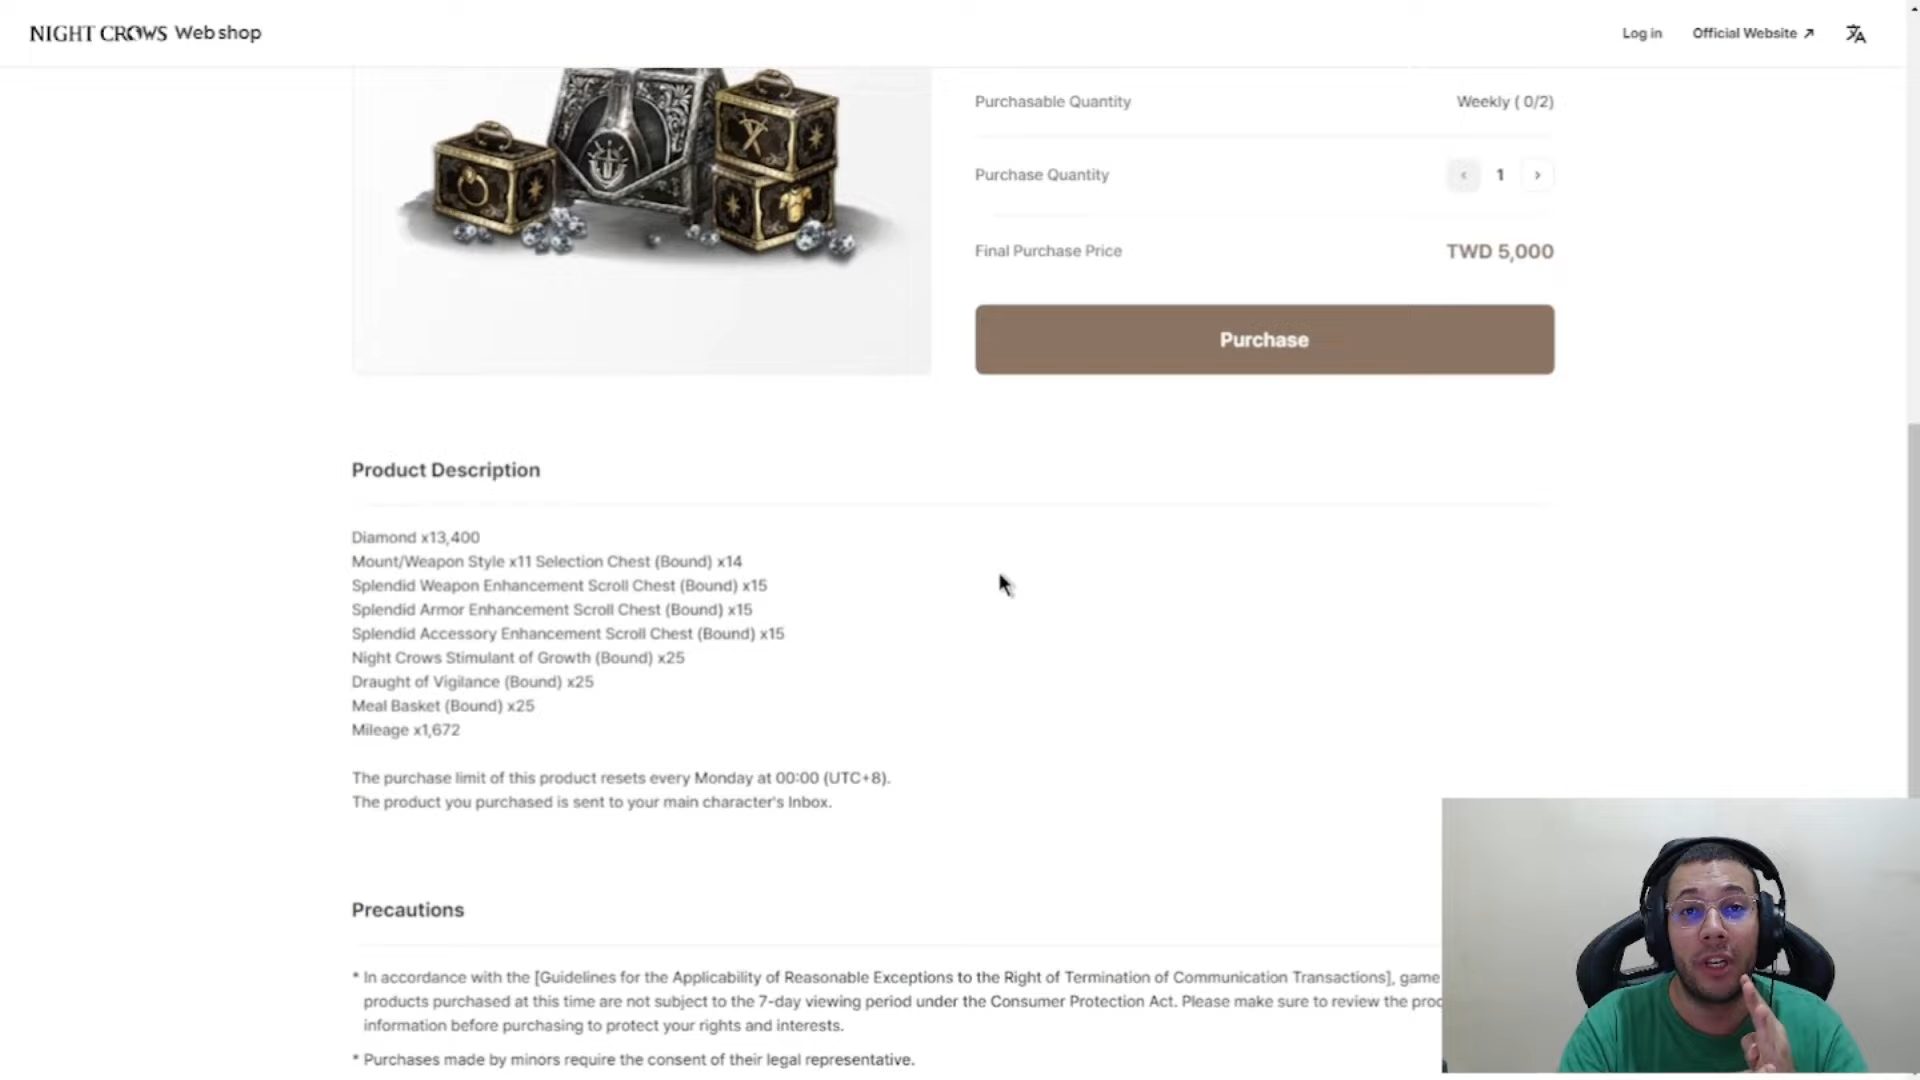 NIGHT CROWS Web shop
Log in
Official Website
Purchasable Quantity
Weekly ( 0/2)
Purchase Quantity
1
Final Purchase Price
TWD 5,000
Purchase
Product Description
Diamond x13,400
Mount/Weapon Style x11 Selection Chest (Bound) x14
Splendid Weapon Enhancement Scroll Chest (Bound) x15
Splendid Armor Enhancement Scroll Chest (Bound) x15
Splendid Accessory Enhancement Scroll Chest (Bound) x15
Night Crows Stimulant of Growth (Bound) x25
Draught of Vigilance (Bound) x25
Meal Basket (Bound) x25
Mileage x1,672
The purchase limit of this product resets every Monday at 00:00 (UTC+8).
The product you purchased is sent to your main character's Inbox.
Precautions
* In accordance with the [Guidelines for the Applicability of Reasonable Exceptions to the Right of Termination of Communication Transactions], game
products purchased at this time are not subject to the 7-day viewing period under the Consumer Protection Act. Please make sure to review the proc
information before purchasing to protect your rights and interests.
* Purchases made by minors require the consent of their legal representative.